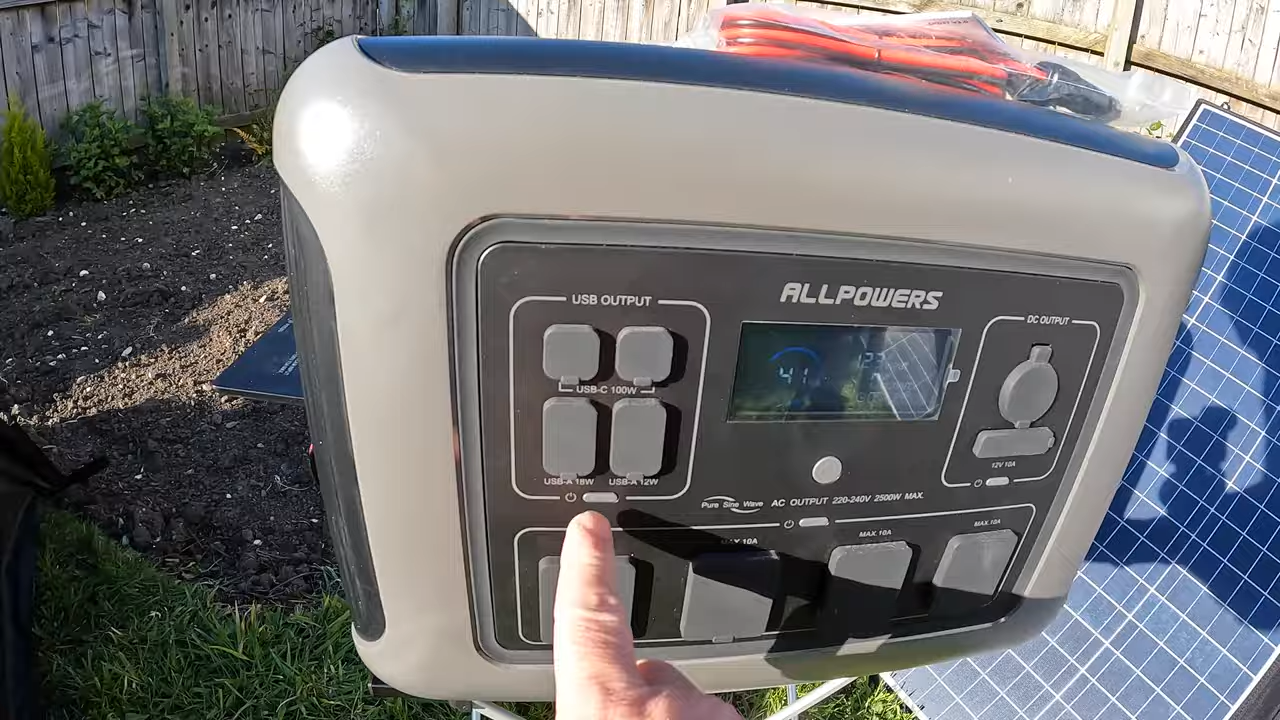 ALLPOWERS
USB OUTPUT
USB-C 100W
USB-A 18W
USB-A 12W
41
DC OUTPUT
12V 10A
Pure Sine Wave
AC OUTPUT 220-240V 2500W MAX.
MAX.10A
MAX.10A
MAX.10A